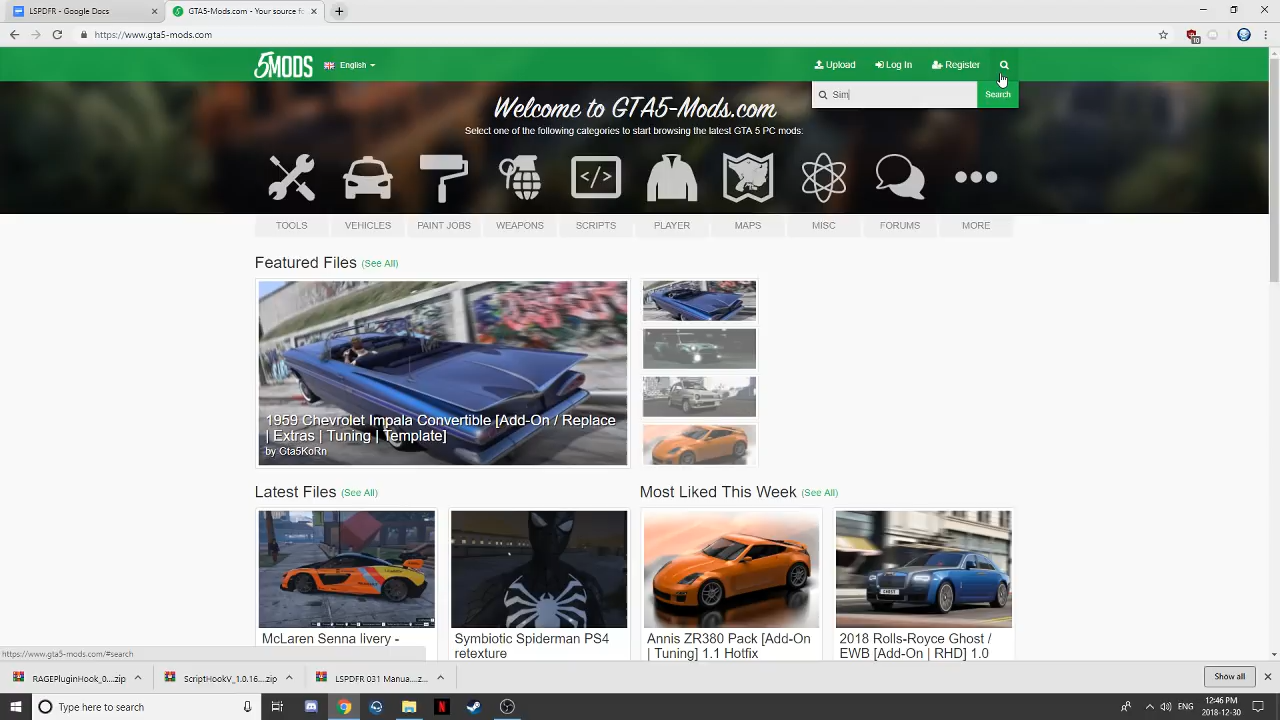 LSPDFR - Google Docs
GTA5-Mods.com - Your source fo
https://www.gta5-mods.com
10
5MODS
English
Upload
Log In
Register
Sim
Search
Welcome to GTA5-Mods.com
Select one of the following categories to start browsing the latest GTA 5 PC mods:
TOOLS
VEHICLES
PAINT JOBS
WEAPONS
SCRIPTS
PLAYER
MAPS
MISC
FORUMS
MORE
Featured Files (See All)
1959 Chevrolet Impala Convertible [Add-On / Replace
| Extras | Tuning | Template]
by Gta5KoRn
Latest Files (See All)
Most Liked This Week (See All)
GHOST
McLaren Senna livery -
Symbiotic Spiderman PS4
retexture
Annis ZR380 Pack [Add-On
| Tuning] 1.1 Hotfix
2018 Rolls-Royce Ghost /
EWB [Add-On | RHD] 1.0
https://www.gta5-mods.com/#search
RAGEPluginHook_0....zip
ScriptHookV_1.0.16....zip
LSPDFR 031 Manua....z...
Show all
Type here to search
ENG
12:46 PM
2018-12-30